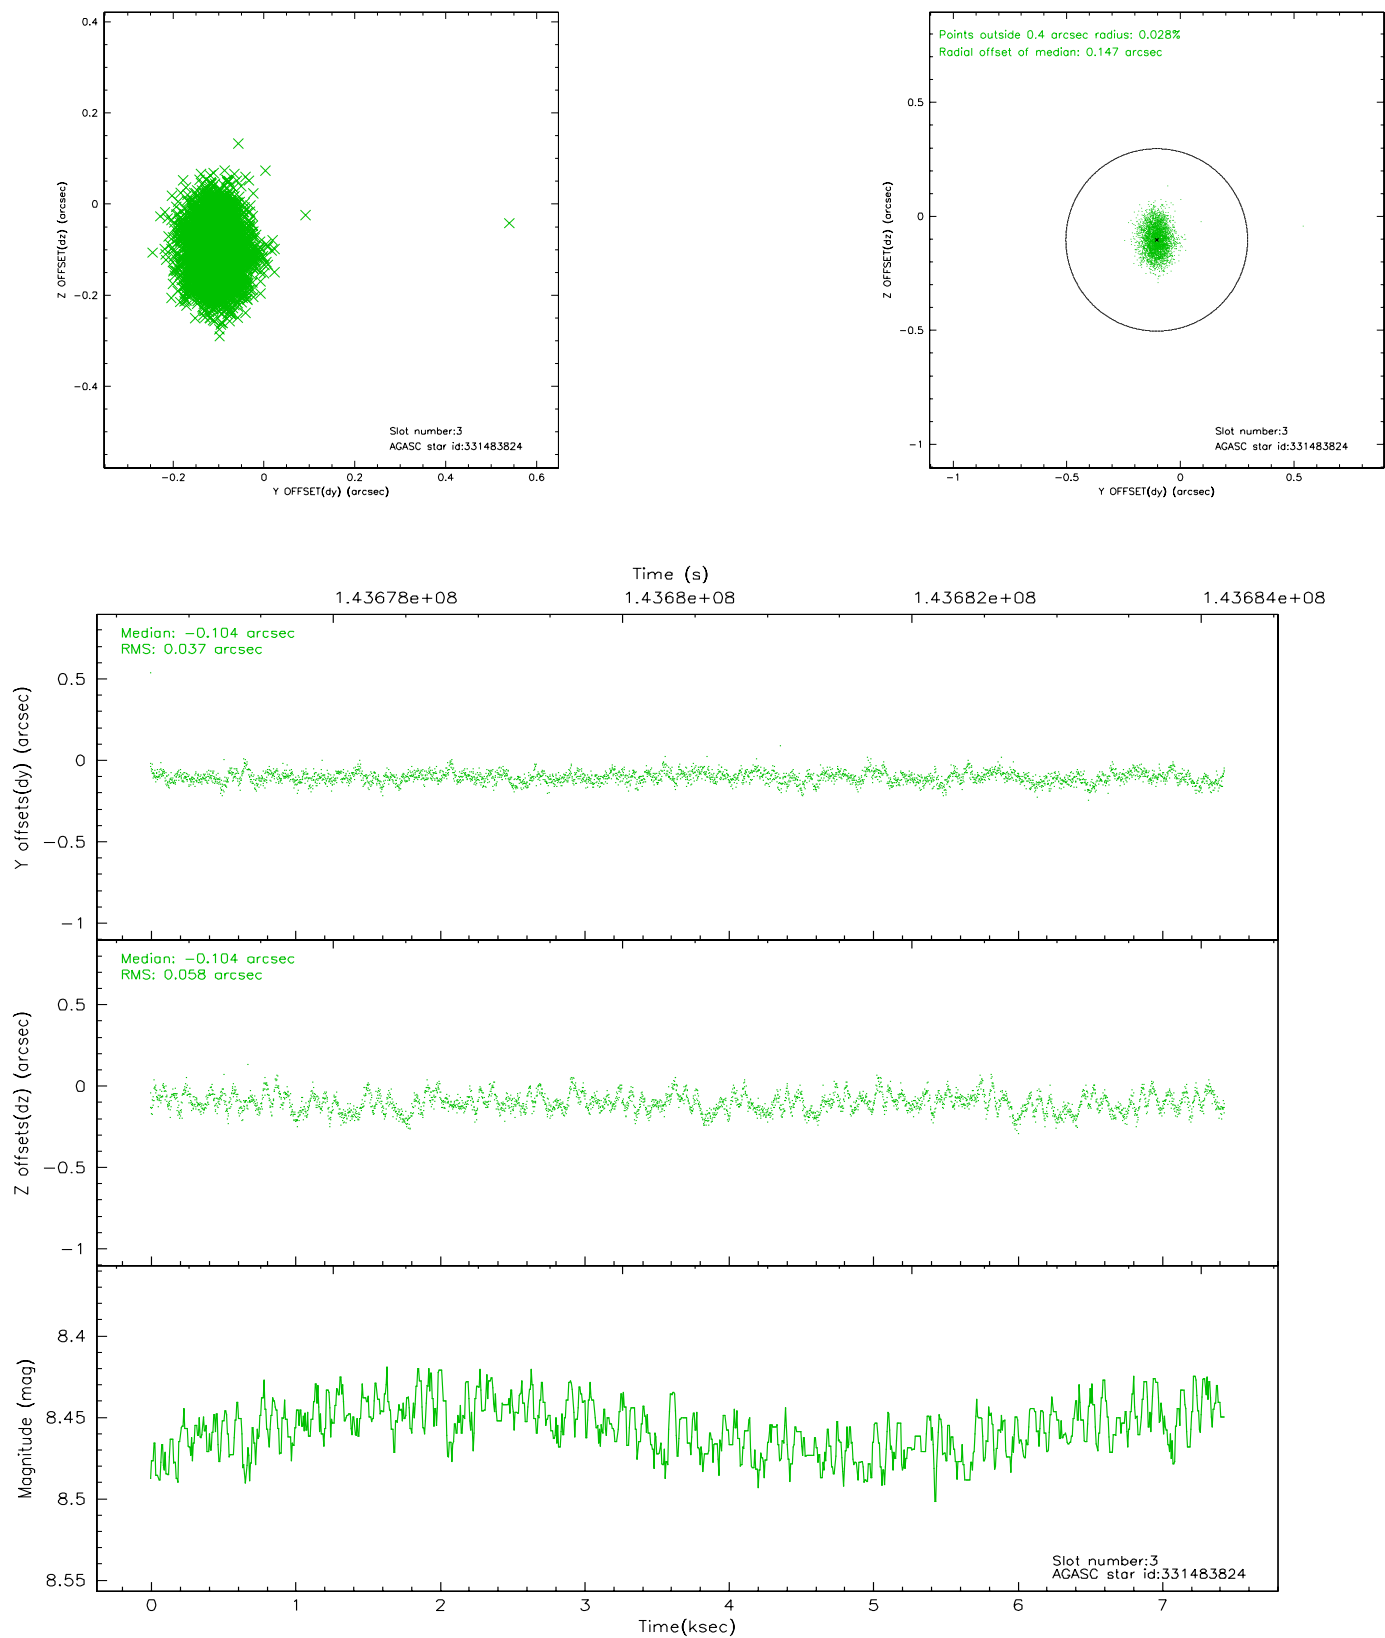 0.4
0.2
0
−0.2
−0.4
Z OFFSET(dz) (arcsec)
Slot number:3
AGASC star id:331483824
−0.2 0 0.2 0.4 0.6
Y OFFSET(dy) (arcsec)
Points outside 0.4 arcsec radius: 0.028%
Radial offset of median: 0.147 arcsec
0.5
0
−0.5
−1
Z OFFSET(dz) (arcsec)
Slot number:3
AGASC star id:331483824
−1 −0.5 0 0.5
Y OFFSET(dy) (arcsec)
Time (s)
1.43678e+08 1.4368e+08 1.43682e+08 1.43684e+08
Median: −0.104 arcsec
RMS: 0.037 arcsec
0.5
0
−0.5
−1
Y offsets(dy) (arcsec)
Median: −0.104 arcsec
RMS: 0.058 arcsec
0.5
0
−0.5
−1
Z offsets(dz) (arcsec)
8.4
8.45
8.5
8.55
Magnitude (mag)
Slot number:3
AGASC star id:331483824
0 1 2 3 4 5 6 7
Time(ksec)